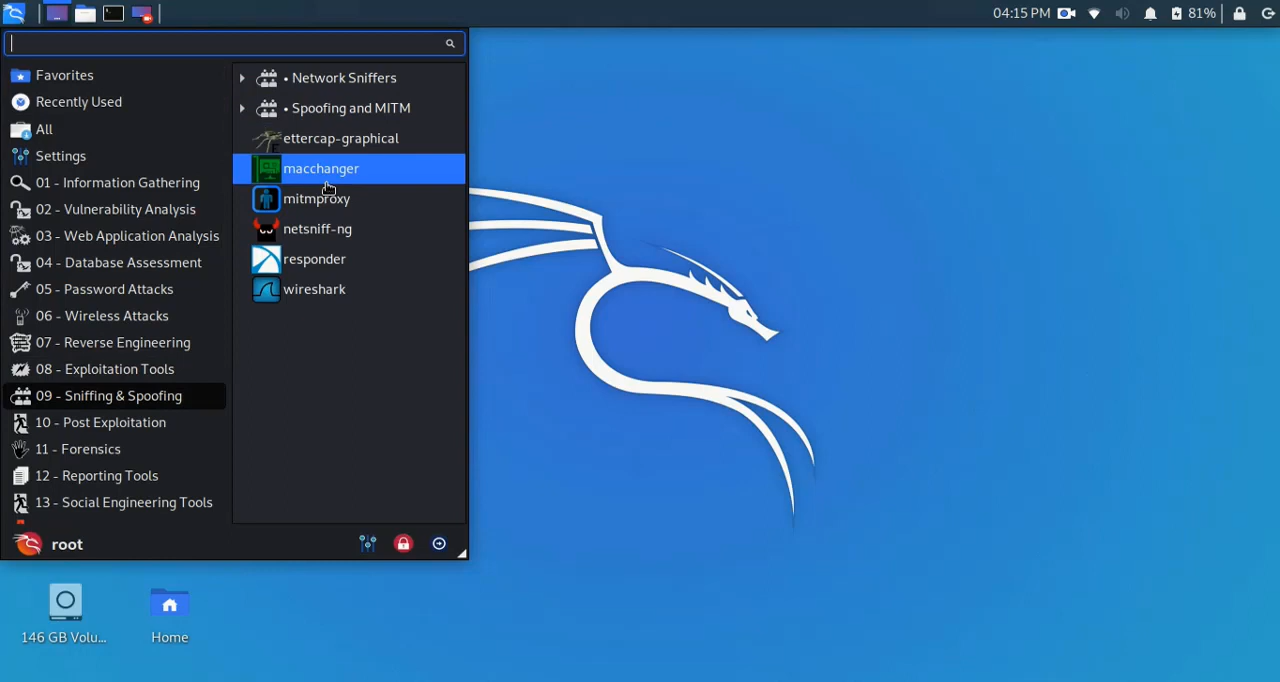 04:15 PM 81%
Favorites
Recently Used
All
Settings
01 - Information Gathering
02 - Vulnerability Analysis
03 - Web Application Analysis
04 - Database Assessment
05 - Password Attacks
06 - Wireless Attacks
07 - Reverse Engineering
08 - Exploitation Tools
09 - Sniffing & Spoofing
10 - Post Exploitation
11 - Forensics
12 - Reporting Tools
13 - Social Engineering Tools
• Network Sniffers
• Spoofing and MITM
ettercap-graphical
macchanger
mitmproxy
netsniff-ng
responder
wireshark
root
146 GB Volu...
Home